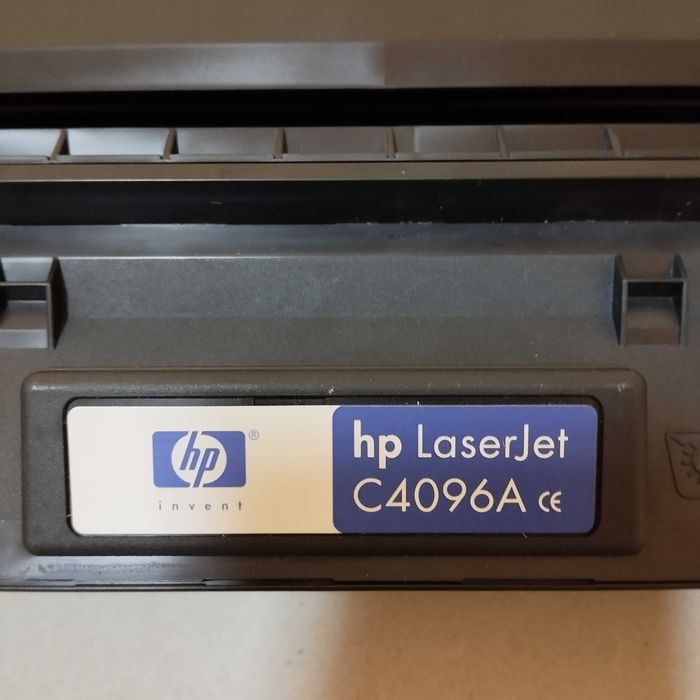 hp®
invent
hp LaserJet
C4096A CE